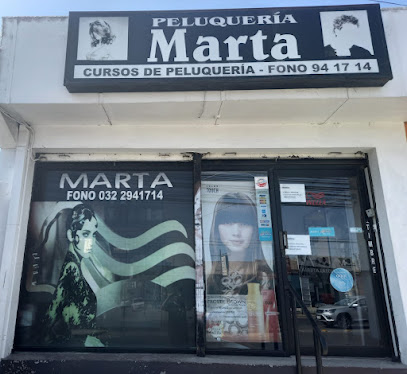 PELUQUERÍA
Marta
CURSOS DE PELUQUERÍA - FONO 94 17 14
MARTA
FONO 032 2941714
TIMBRE